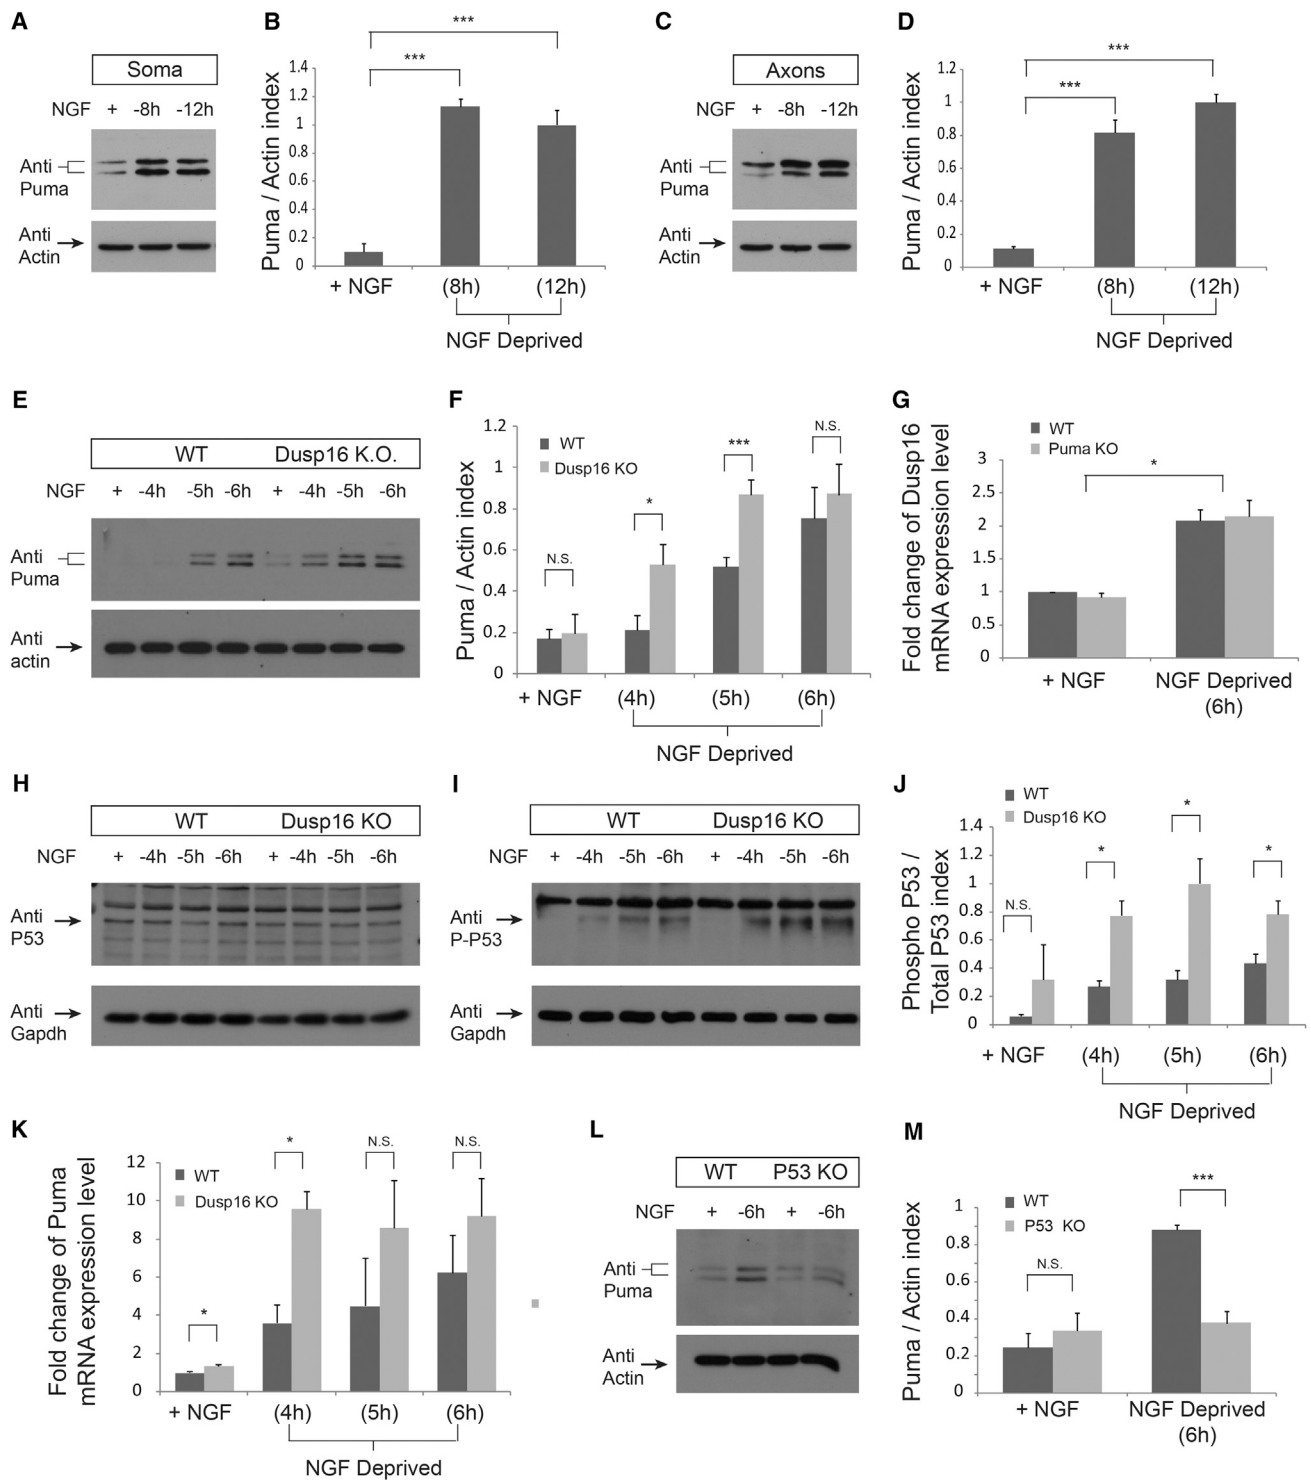 A
Soma
NGF + -8h -12h
Anti
Puma
Anti
Actin
B
***
***
Puma / Actin index
1.4
1.2
1
0.8
0.6
0.4
0.2
0
+ NGF (8h) (12h)
NGF Deprived
C
Axons
NGF + -8h -12h
Anti
Puma
Anti
Actin
D
***
***
Puma / Actin index
1.2
1
0.8
0.6
0.4
0.2
0
+ NGF (8h) (12h)
NGF Deprived
E
WT Dusp16 K.O.
NGF + -4h -5h -6h + -4h -5h -6h
Anti
Puma
Anti
actin
F
WT
Dusp16 KO
Puma / Actin index
1.2
1
0.8
0.6
0.4
0.2
0
N.S.
*
***
N.S.
+ NGF (4h) (5h) (6h)
NGF Deprived
G
WT
Puma KO
Fold change of Dusp16
mRNA expression level
3
2.5
2
1.5
1
0.5
0
*
+ NGF NGF Deprived
(6h)
H
WT Dusp16 KO
NGF + -4h -5h -6h + -4h -5h -6h
Anti
P53
Anti
Gapdh
I
WT Dusp16 KO
NGF + -4h -5h -6h + -4h -5h -6h
Anti
P-P53
Anti
Gapdh
J
WT
Dusp16 KO
Phospho P53 /
Total P53 index
1.4
1.2
1
0.8
0.6
0.4
0.2
0
N.S.
*
*
*
+ NGF (4h) (5h) (6h)
NGF Deprived
K
WT
Dusp16 KO
Fold change of Puma
mRNA expression level
12
10
8
6
4
2
0
*
*
N.S.
N.S.
+ NGF (4h) (5h) (6h)
NGF Deprived
L
WT P53 KO
NGF + -6h + -6h
Anti
Puma
Anti
Actin
M
WT
P53 KO
Puma / Actin index
1
0.8
0.6
0.4
0.2
0
N.S.
***
+ NGF NGF Deprived
(6h)